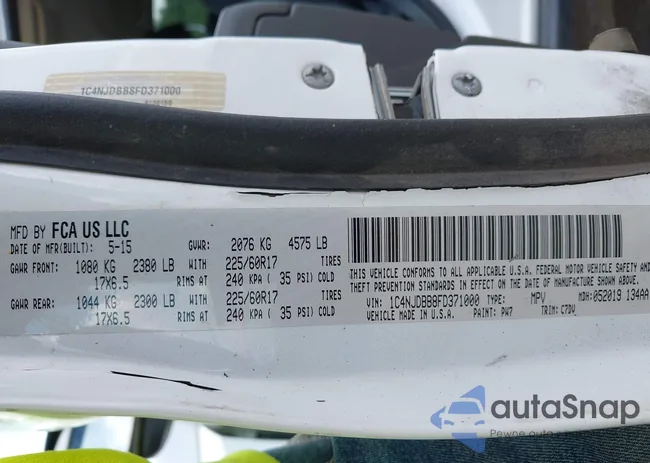 1C4NJDBB8FD371000
MFD BY FCA US LLC
DATE OF MFR(BUILT): 5-15 GVWR: 2076 KG 4575 LB
GAWR FRONT: 1080 KG 2380 LB WITH 225/60R17 TIRES
17X6.5 RIMS AT 240 KPA ( 35 PSI) COLD
GAWR REAR: 1044 KG 2300 LB WITH 225/60R17 TIRES
17X6.5 RIMS AT 240 KPA ( 35 PSI) COLD
THIS VEHICLE CONFORMS TO ALL APPLICABLE U.S.A. FEDERAL MOTOR VEHICLE SAFETY AND
THEFT PREVENTION STANDARDS IN EFFECT ON THE DATE OF MANUFACTURE SHOWN ABOVE.
VIN: 1C4NJDBB8FD371000 TYPE: MPV MDH: 052019 134AA
VEHICLE MADE IN U.S.A. PAINT: PW7 TRIM: C7DV
autaSnap
Pewne auto